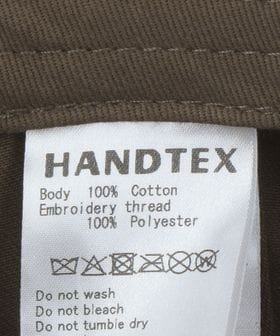 HANDTEX
Body 100% Cotton
Embroidery thread
100% Polyester
Do not wash
Do not bleach
Do not tumble dry